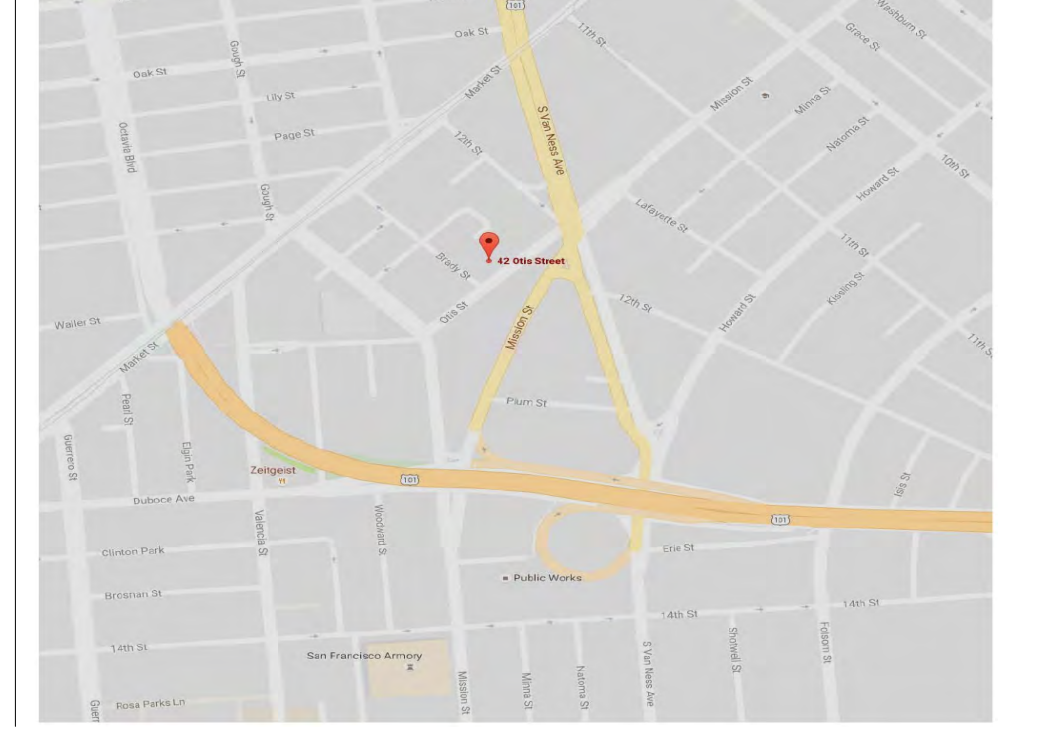 101
Washburn St
Grace St
11th St
Oak St
Gough St
Oak St
Market St
Mission St
Minna St
Lily St
S Van Ness Ave
Natoma St
Page St
12th St
Octavia Blvd
10th St
Howard St
Gough St
Lafayette St
11th St
Brady St
42 Otis Street
Kissling St
12th St
Howard St
Otis St
Mission St
Waller St
11th St
Market St
Pearl St
Plum St
Guerrero St
Elgin Park
Zeitgeist
101
Isis St
Duboce Ave
101
Valencia St
Woodward St
Clinton Park
Erie St
Public Works
Brosnan St
14th St
14th St
14th St
San Francisco Armory
Mission St
Minna St
Natoma St
S Van Ness Ave
Shotwell St
Folsom St
Rosa Parks Ln
Guerr